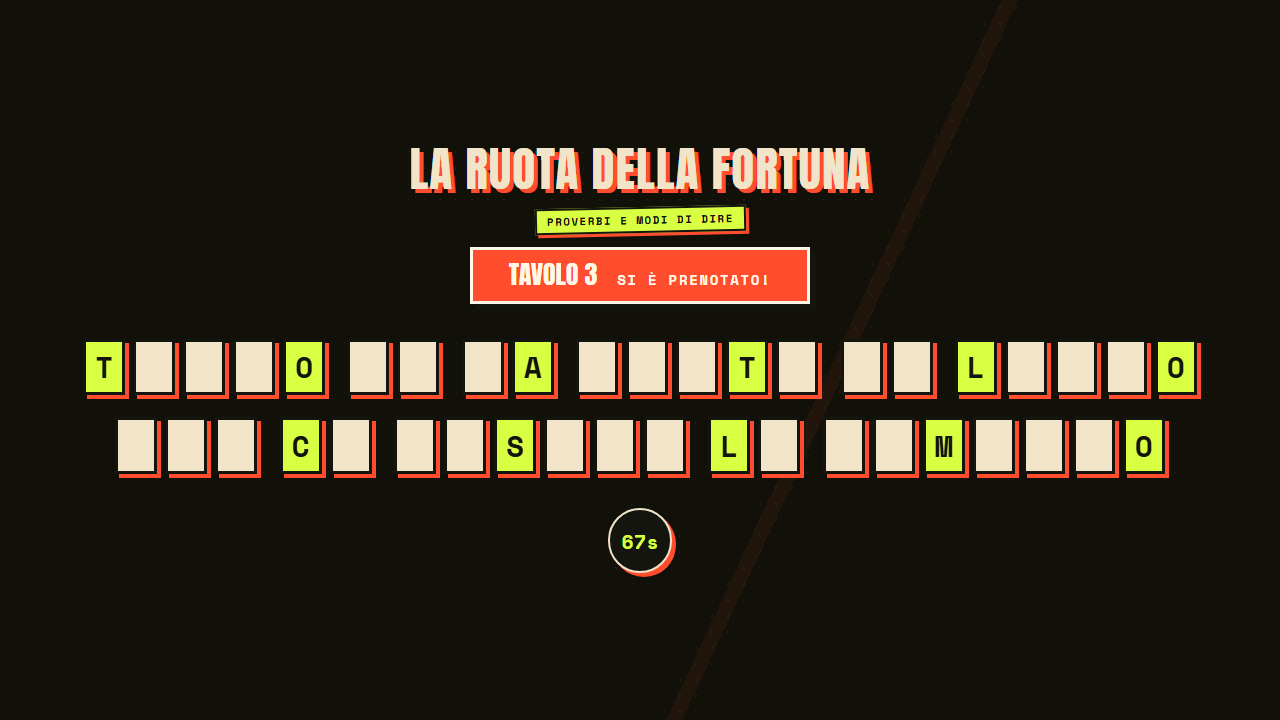 LA RUOTA DELLA FORTUNA
PROVERBI E MODI DI DIRE
TAVOLO 3 SI È PRENOTATO!
T O A T L O
C S L M O
67s